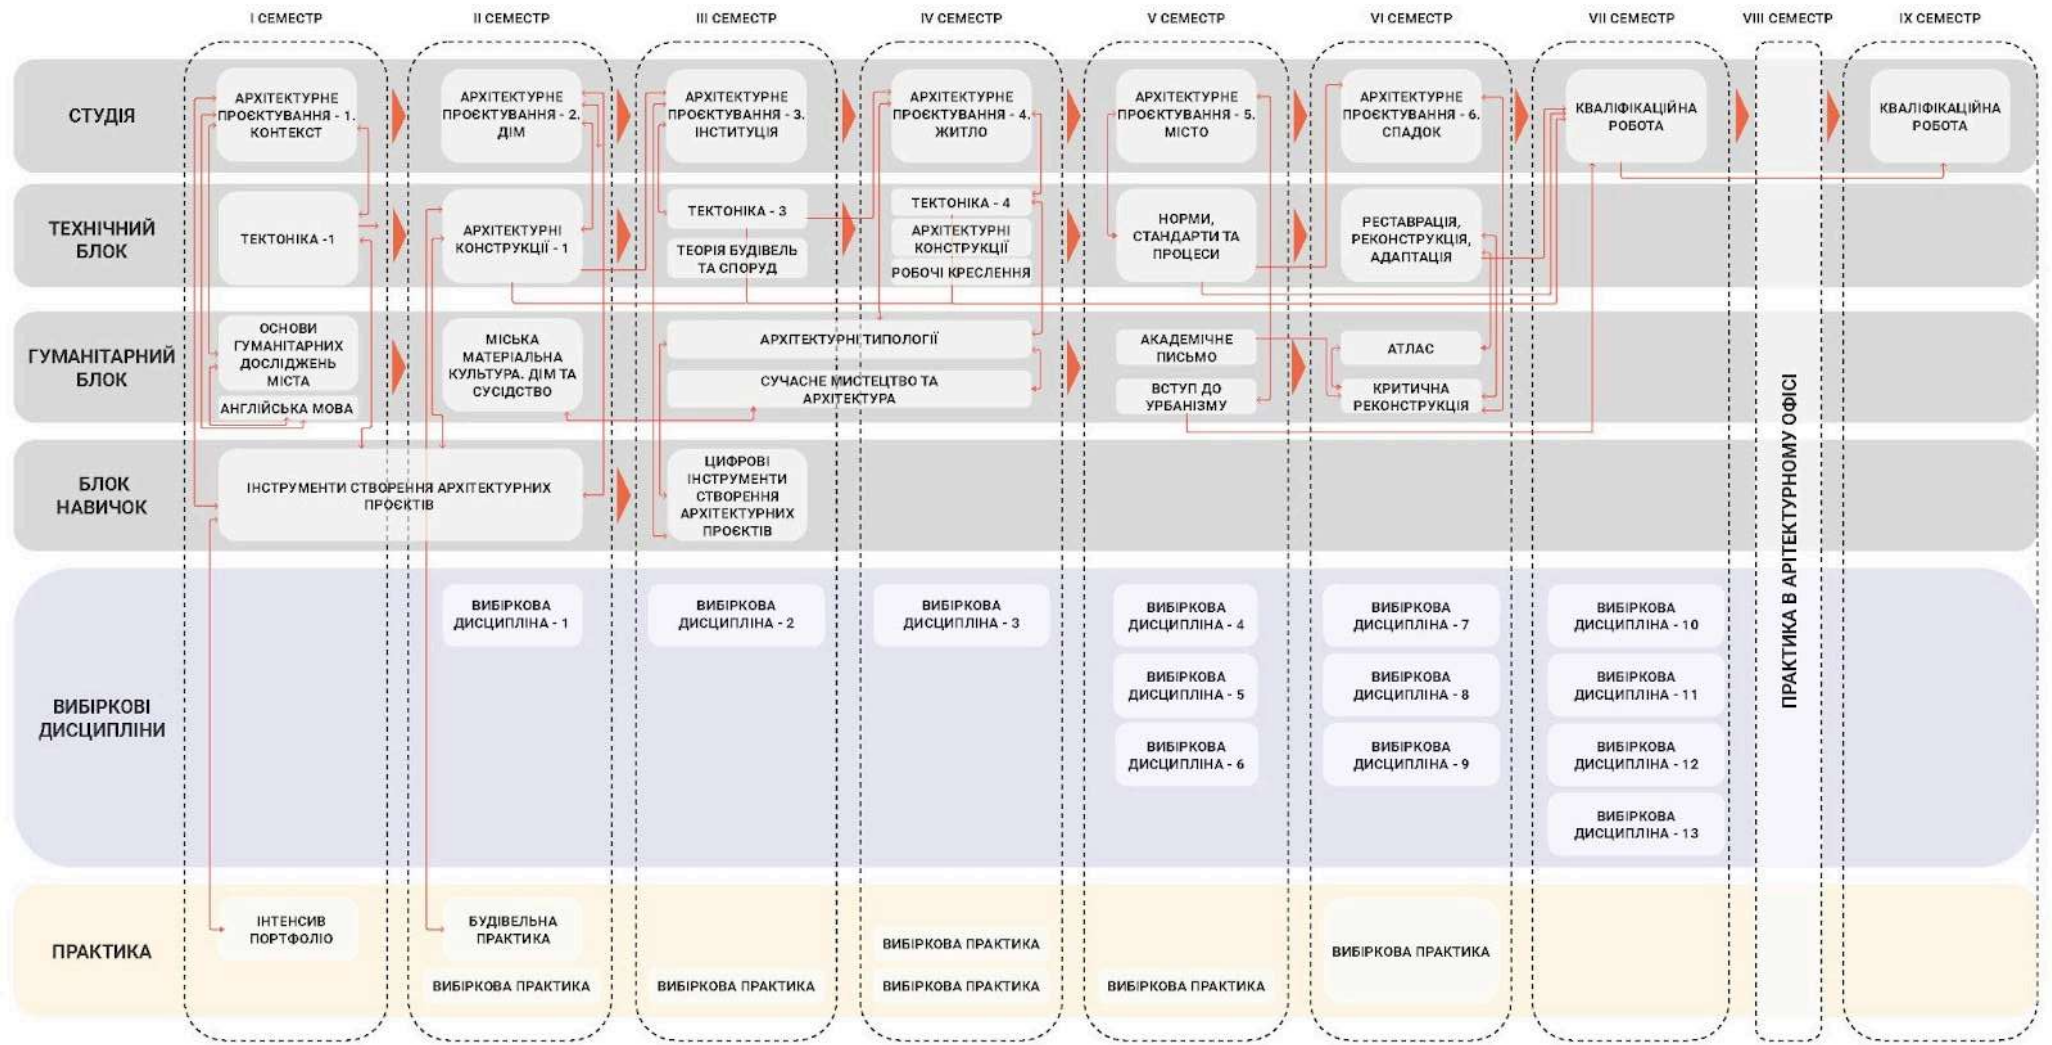 І СЕМЕСТР
ІІ СЕМЕСТР
ІІІ СЕМЕСТР
IV СЕМЕСТР
V СЕМЕСТР
VI СЕМЕСТР
VII СЕМЕСТР
VIII СЕМЕСТР
IX СЕМЕСТР
СТУДІЯ
АРХІТЕКТУРНЕ
ПРОЄКТУВАННЯ - 1.
КОНТЕКСТ
АРХІТЕКТУРНЕ
ПРОЄКТУВАННЯ - 2.
ДІМ
АРХІТЕКТУРНЕ
ПРОЄКТУВАННЯ - 3.
ІНСТИТУЦІЯ
АРХІТЕКТУРНЕ
ПРОЄКТУВАННЯ - 4.
ЖИТЛО
АРХІТЕКТУРНЕ
ПРОЄКТУВАННЯ - 5.
МІСТО
АРХІТЕКТУРНЕ
ПРОЄКТУВАННЯ - 6.
СПАДОК
КВАЛІФІКАЦІЙНА
РОБОТА
КВАЛІФІКАЦІЙНА
РОБОТА
ТЕХНІЧНИЙ
БЛОК
ТЕКТОНІКА -1
АРХІТЕКТУРНІ
КОНСТРУКЦІЇ - 1
ТЕКТОНІКА - 3
ТЕОРІЯ БУДІВЕЛЬ
ТА СПОРУД
ТЕКТОНІКА - 4
АРХІТЕКТУРНІ
КОНСТРУКЦІЇ
РОБОЧІ КРЕСЛЕННЯ
НОРМИ,
СТАНДАРТИ ТА
ПРОЦЕСИ
РЕСТАВРАЦІЯ,
РЕКОНСТРУКЦІЯ,
АДАПТАЦІЯ
ГУМАНІТАРНИЙ
БЛОК
ОСНОВИ
ГУМАНІТАРНИХ
ДОСЛІДЖЕНЬ
МІСТА
АНГЛІЙСЬКА МОВА
МІСЬКА
МАТЕРІАЛЬНА
КУЛЬТУРА. ДІМ ТА
СУСІДСТВО
АРХІТЕКТУРНІ ТИПОЛОГІЇ
СУЧАСНЕ МИСТЕЦТВО ТА
АРХІТЕКТУРА
АКАДЕМІЧНЕ
ПИСЬМО
ВСТУП ДО
УРБАНІЗМУ
АТЛАС
КРИТИЧНА
РЕКОНСТРУКЦІЯ
БЛОК
НАВИЧОК
ІНСТРУМЕНТИ СТВОРЕННЯ АРХІТЕКТУРНИХ
ПРОЄКТІВ
ЦИФРОВІ
ІНСТРУМЕНТИ
СТВОРЕННЯ
АРХІТЕКТУРНИХ
ПРОЄКТІВ
ПРАКТИКА В АРІТЕКТУРНОМУ ОФІСІ
ВИБІРКОВІ
ДИСЦИПЛІНИ
ВИБІРКОВА
ДИСЦИПЛІНА - 1
ВИБІРКОВА
ДИСЦИПЛІНА - 2
ВИБІРКОВА
ДИСЦИПЛІНА - 3
ВИБІРКОВА
ДИСЦИПЛІНА - 4
ВИБІРКОВА
ДИСЦИПЛІНА - 5
ВИБІРКОВА
ДИСЦИПЛІНА - 6
ВИБІРКОВА
ДИСЦИПЛІНА - 7
ВИБІРКОВА
ДИСЦИПЛІНА - 8
ВИБІРКОВА
ДИСЦИПЛІНА - 9
ВИБІРКОВА
ДИСЦИПЛІНА - 10
ВИБІРКОВА
ДИСЦИПЛІНА - 11
ВИБІРКОВА
ДИСЦИПЛІНА - 12
ВИБІРКОВА
ДИСЦИПЛІНА - 13
ПРАКТИКА
ІНТЕНСИВ
ПОРТФОЛІО
БУДІВЕЛЬНА
ПРАКТИКА
ВИБІРКОВА ПРАКТИКА
ВИБІРКОВА ПРАКТИКА
ВИБІРКОВА ПРАКТИКА
ВИБІРКОВА ПРАКТИКА
ВИБІРКОВА ПРАКТИКА
ВИБІРКОВА ПРАКТИКА